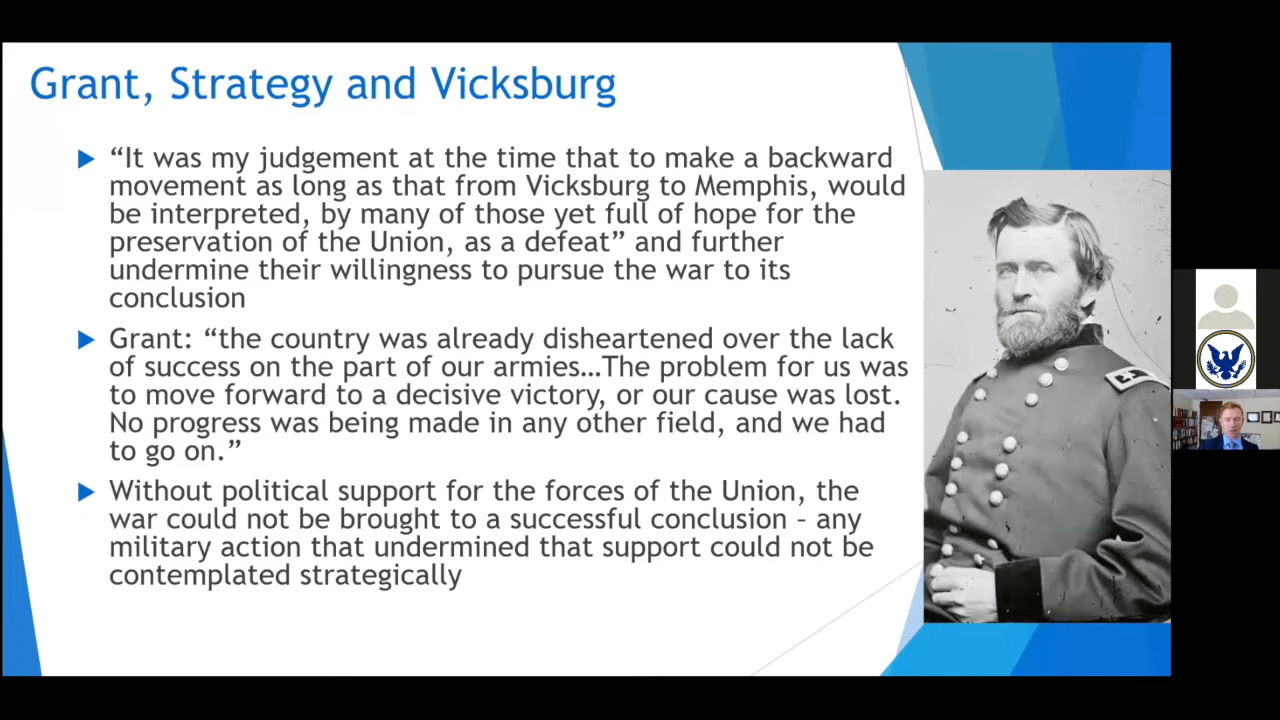 Grant, Strategy and Vicksburg
“It was my judgement at the time that to make a backward
movement as long as that from Vicksburg to Memphis, would
be interpreted, by many of those yet full of hope for the
preservation of the Union, as a defeat” and further
undermine their willingness to pursue the war to its
conclusion
Grant: “the country was already disheartened over the lack
of success on the part of our armies…The problem for us was
to move forward to a decisive victory, or our cause was lost.
No progress was being made in any other field, and we had
to go on.”
Without political support for the forces of the Union, the
war could not be brought to a successful conclusion – any
military action that undermined that support could not be
contemplated strategically